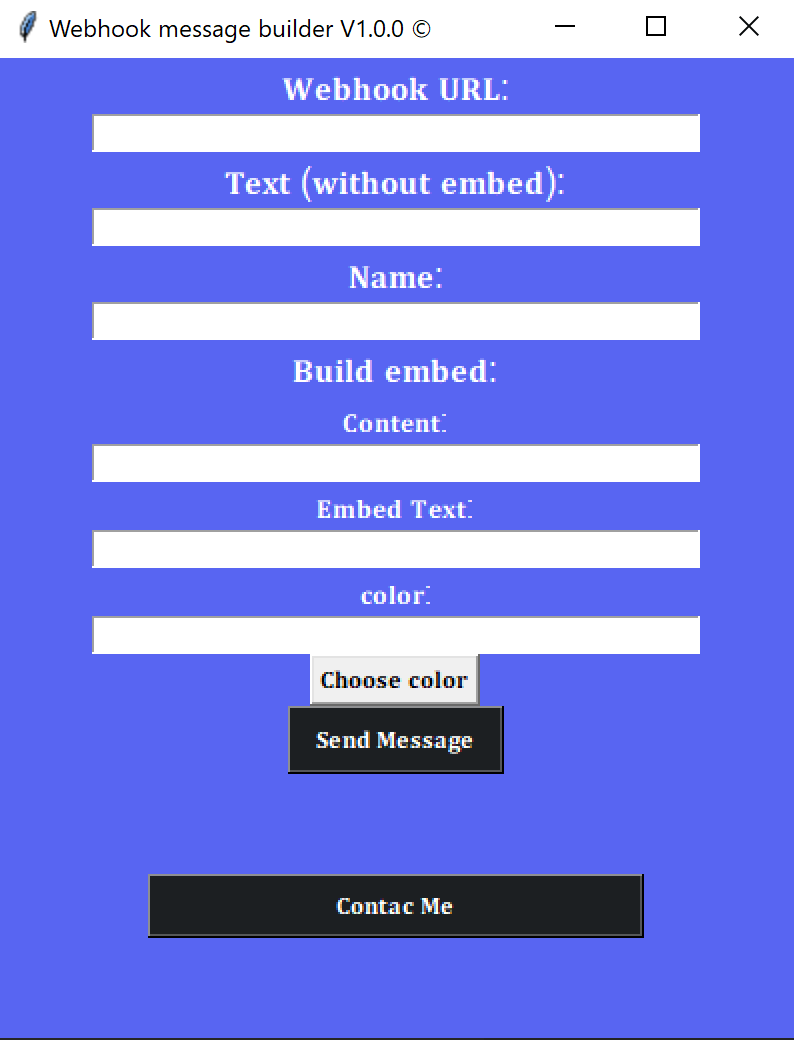 Webhook message builder V1.0.0 ©
Webhook URL:
Text (without embed):
Name:
Build embed:
Content:
Embed Text:
color:
Choose color
Send Message
Contac Me